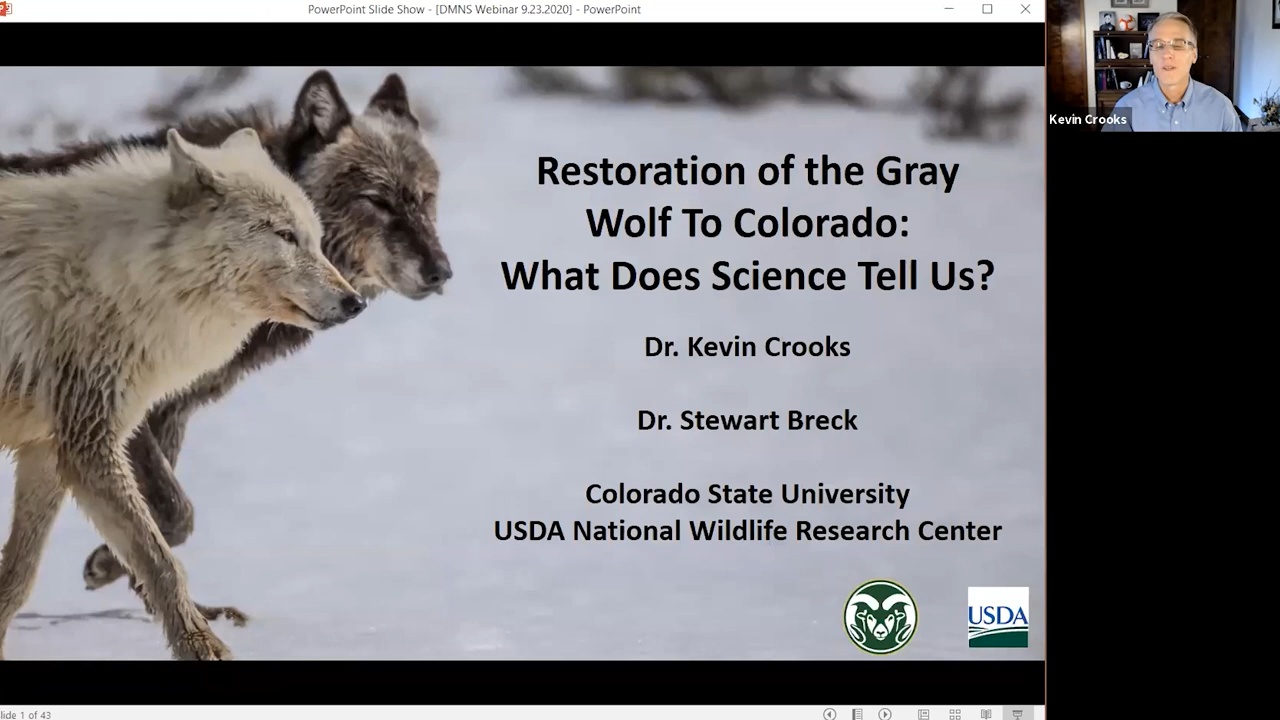 PowerPoint Slide Show - [DMNS Webinar 9.23.2020] - PowerPoint
Kevin Crooks
Restoration of the Gray
Wolf To Colorado:
What Does Science Tell Us?
Dr. Kevin Crooks
Dr. Stewart Breck
Colorado State University
USDA National Wildlife Research Center
USDA
lide 1 of 43